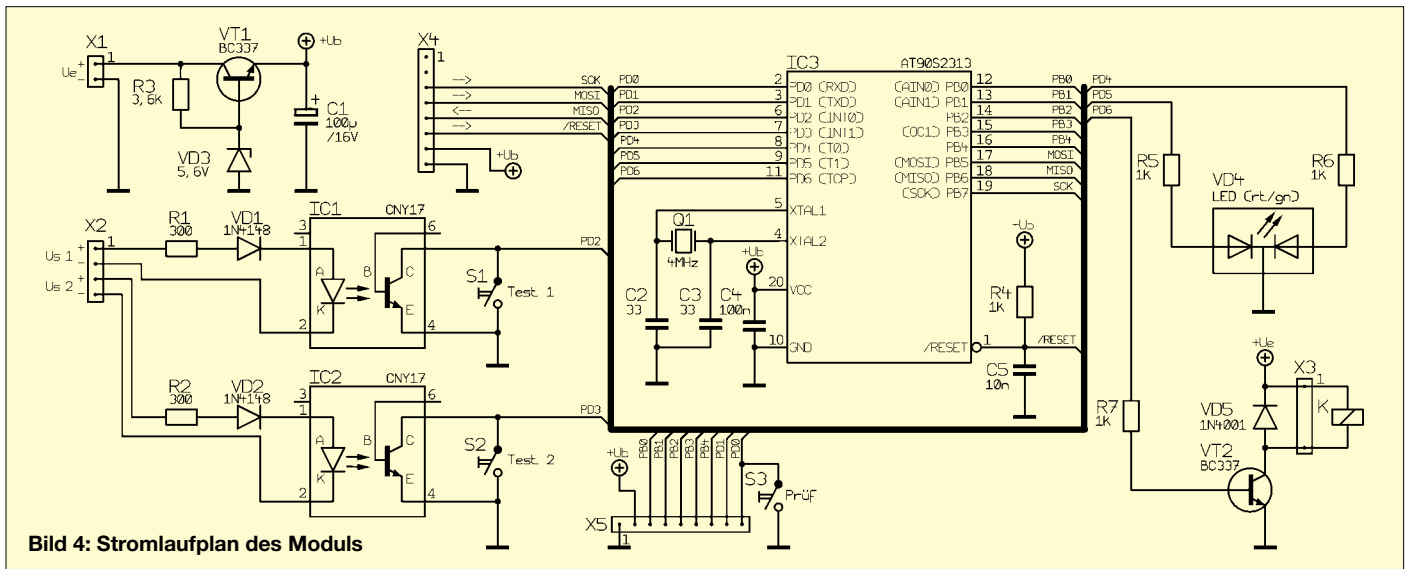 X1
1
Ue
+
−
R3
3,6k
VT1
BC337
+Ub
VD3
5,6V
+
C1
100µ
/16V
X4
1
-->
SCK
-->
MOSI
<--
MISO
-->
/RESET
+Ub
PD0
PD1
PD2
PD3
PD4
PD5
PD6
IC3
AT90S2313
2
PD0 (RXD)
3
PD1 (TXD)
6
PD2 (INT0)
7
PD3 (INT1)
8
PD4 (T0)
9
PD5 (T1)
11
PD6 (TCP)
5
XTAL1
4
XTAL2
20
VCC
10
GND
(AIN0) PB0
12
PB0
(AIN1) PB1
13
PB1
PB2
14
PB2
(OC1) PB3
15
PB3
PB4
16
PB4
(MOSI) PB5
17
MOSI
(MISO) PB6
18
MISO
(SCK) PB7
19
SCK
/RESET
1
/RESET
Q1
4MHz
C2
33
C3
33
+Ub
C4
100n
+Ub
R4
1k
C5
10n
PD4
PD5
PD6
R5
1k
R6
1k
VD4
LED (rt/gn)
R7
1k
+Ue
X3
1
K
VD5
1N4001
VT2
BC337
X2
1
Us 1
+
−
Us 2
+
−
R1
300
VD1
1N4148
IC1
CNY17
3
1
2
6
4
A
K
B
C
E
S1
Test 1
PD2
R2
300
VD2
1N4148
IC2
CNY17
3
1
2
6
4
A
K
B
C
E
S2
Test 2
PD3
+Ub
PB0
PB1
PB2
PB3
PB4
PD1
PD0
S3
Prüf
X5
1
Bild 4: Stromlaufplan des Moduls